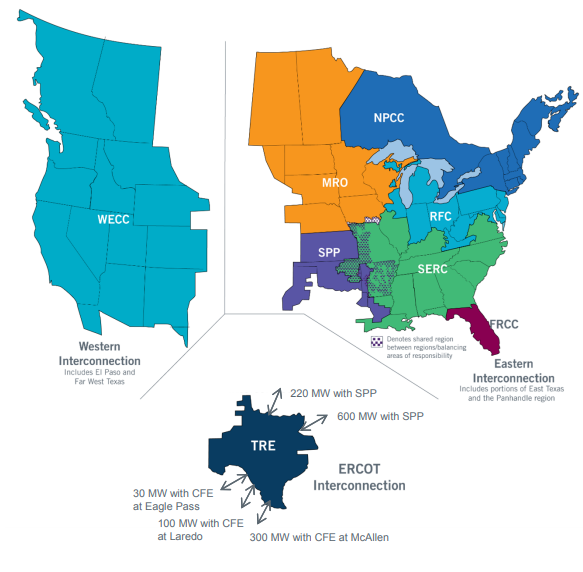 NPCC
MRO
WECC
RFC
SPP
SERC
FRCC
Denotes shared region
between regions/balancing
areas of responsibility
Western
Interconnection
Includes El Paso and
Far West Texas
Eastern
Interconnection
Includes portions of East Texas
and the Panhandle region
220 MW with SPP
600 MW with SPP
TRE
ERCOT
Interconnection
30 MW with CFE
at Eagle Pass
100 MW with CFE
at Laredo
300 MW with CFE at McAllen